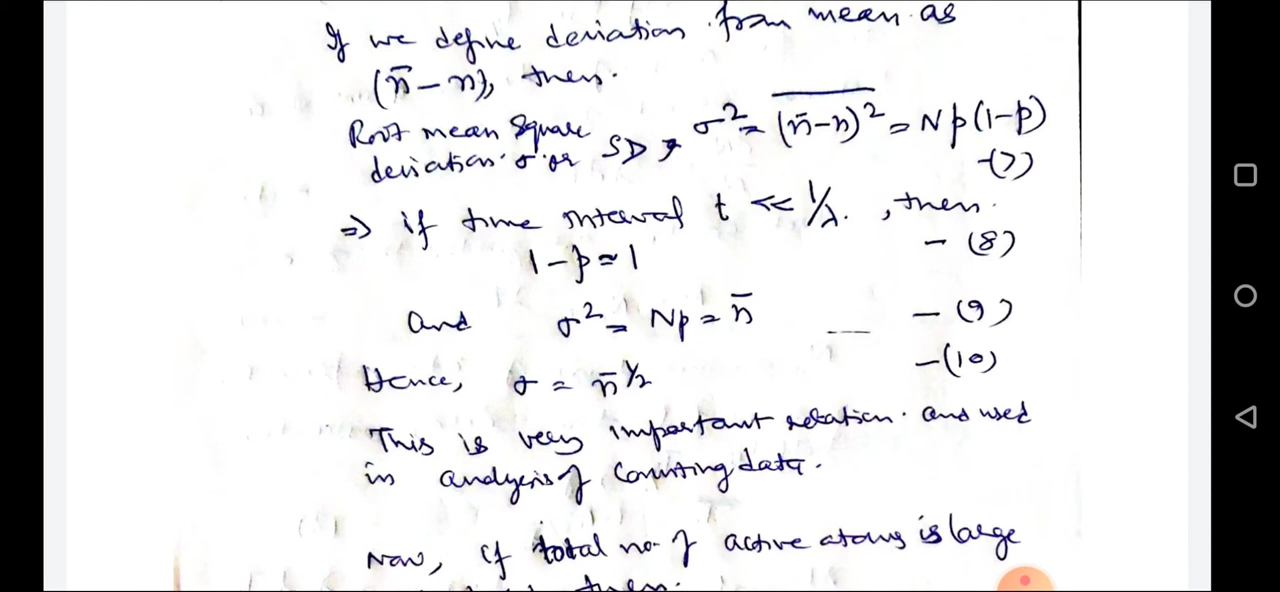 If we define deviation from mean as
(n̄ - n), then.
Root mean square
deviation σ or SD, σ² = \overline{(n̄-n)²} = Np(1-p)
-(7)
⇒ if time interval t << 1/λ. , then.
1-p ≃ 1 - (8)
and σ² = Np = n̄ - (9)
Hence, σ = n̄^1/2 -(10)
This is very important relation. and used
in analysis of counting data.
Now, if total no. of active atoms is large
then.